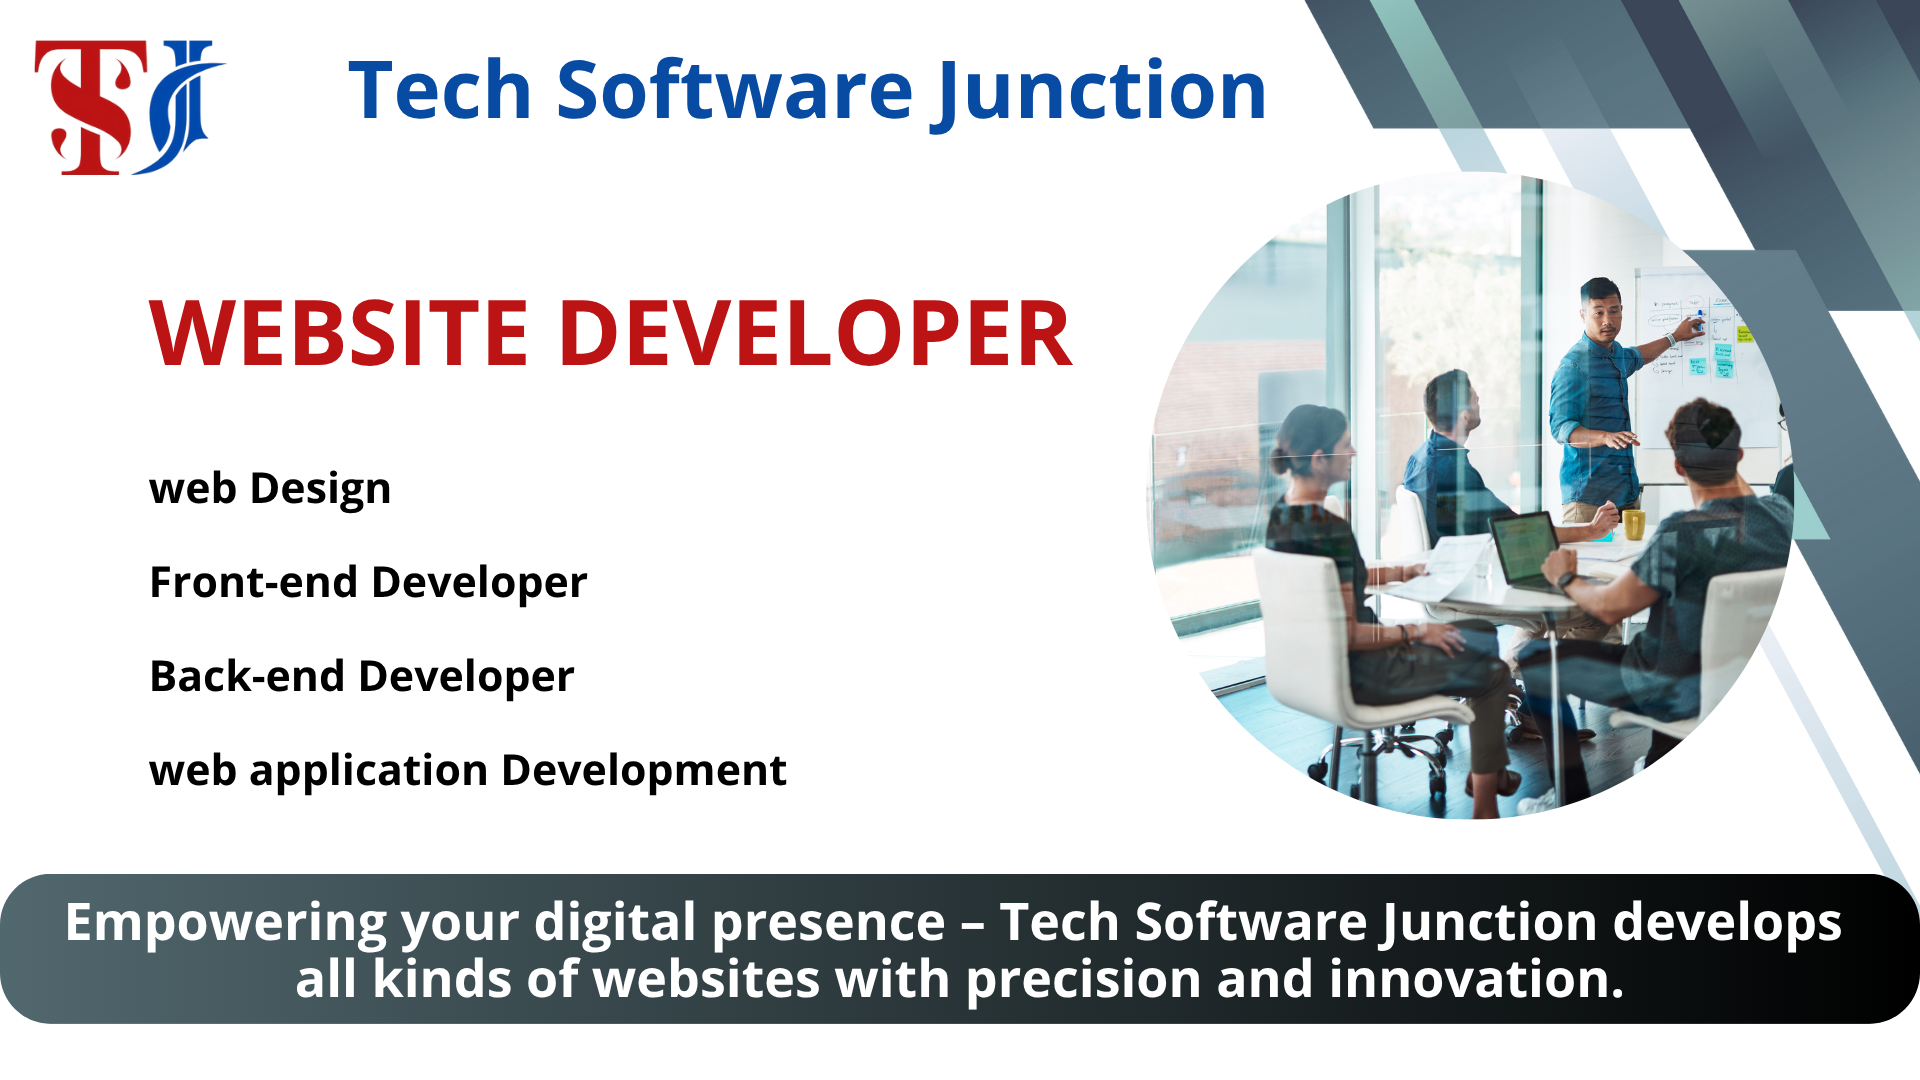 TSJ
Tech Software Junction
WEBSITE DEVELOPER
web Design
Front-end Developer
Back-end Developer
web application Development
Empowering your digital presence – Tech Software Junction develops
all kinds of websites with precision and innovation.